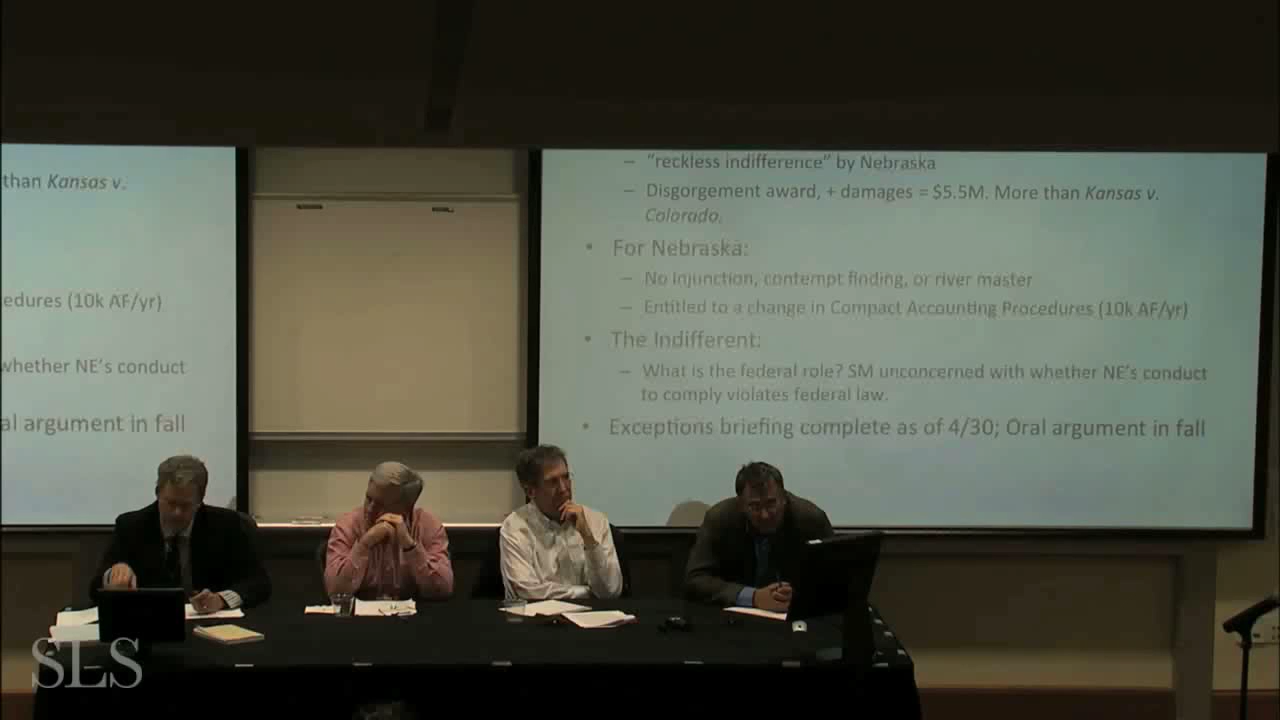 than Kansas v.
edures (10k AF/yr)
whether NE's conduct
al argument in fall
– "reckless indifference" by Nebraska
– Disgorgement award, + damages = $5.5M. More than Kansas v.
Colorado.
• For Nebraska:
– No Injunction, contempt finding, or river master
– Entitled to a change in Compact Accounting Procedures (10k AF/yr)
• The Indifferent:
– What is the federal role? SM unconcerned with whether NE's conduct
to comply violates federal law.
• Exceptions briefing complete as of 4/30; Oral argument in fall
SLS